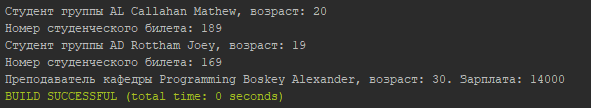 Студент группы AL Callahan Mathew, возраст: 20
Номер студенческого билета: 189
Студент группы AD Rottham Joey, возраст: 19
Номер студенческого билета: 169
Преподаватель кафедры Programming Boskey Alexander, возраст: 30. Зарплата: 14000
BUILD SUCCESSFUL (total time: 0 seconds)